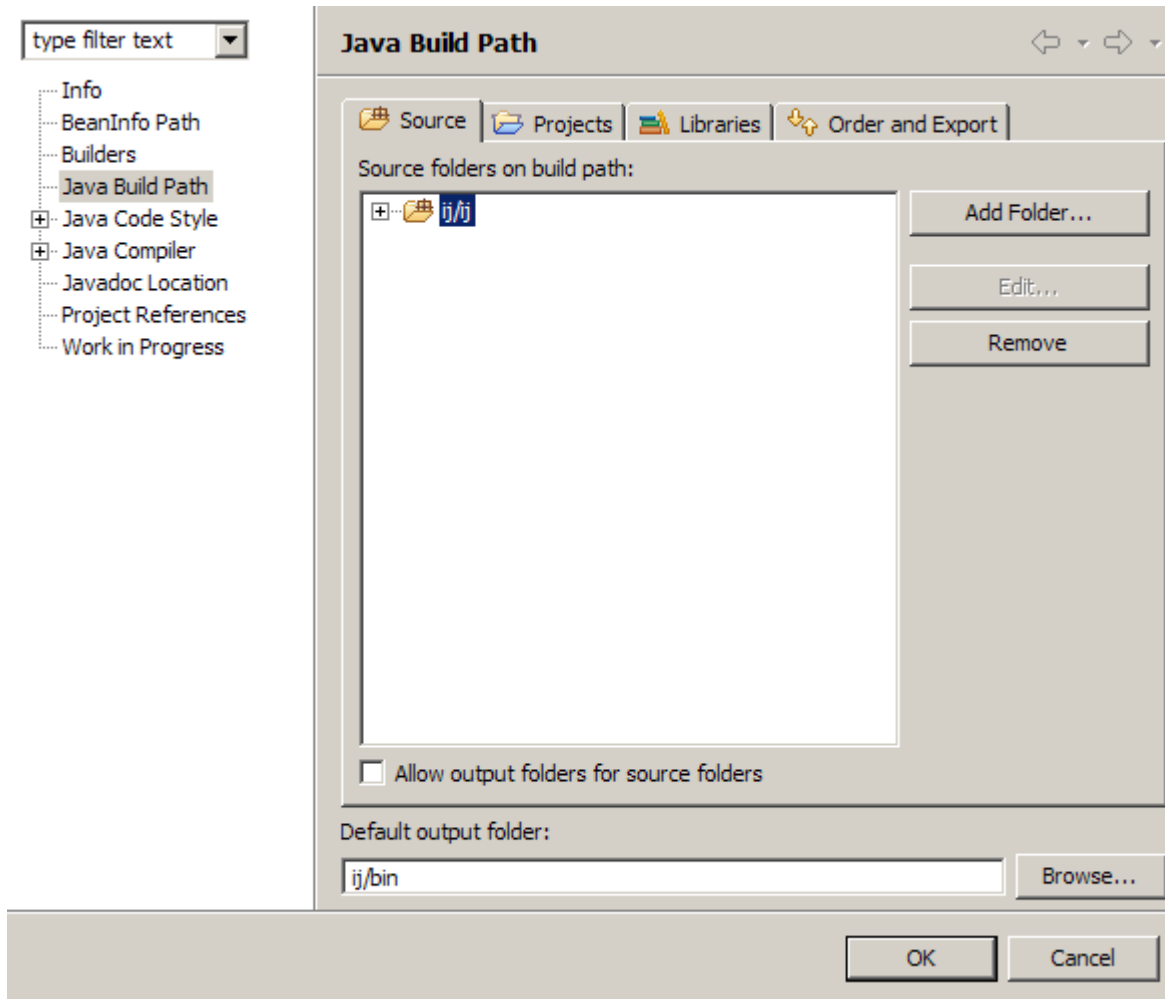 type filter text
Info
BeanInfo Path
Builders
Java Build Path
Java Code Style
Java Compiler
Javadoc Location
Project References
Work in Progress
Java Build Path
Source Projects Libraries Order and Export
Source folders on build path:
ij/ij
Add Folder...
Edit...
Remove
Allow output folders for source folders
Default output folder:
ij/bin
Browse...
OK Cancel